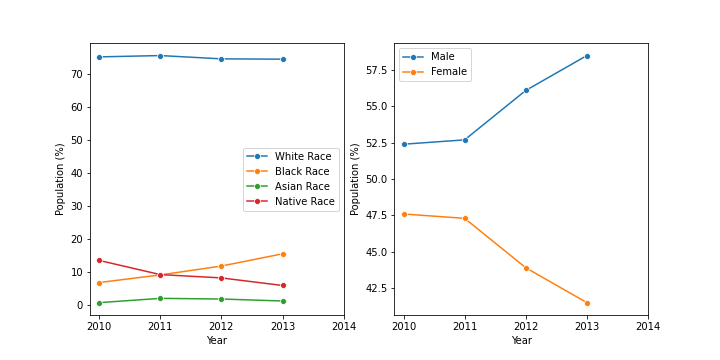 70
60
50
40
30
20
10
0
Population (%)
2010 2011 2012 2013 2014
Year
White Race
Black Race
Asian Race
Native Race
57.5
55.0
52.5
50.0
47.5
45.0
42.5
Population (%)
2010 2011 2012 2013 2014
Year
Male
Female